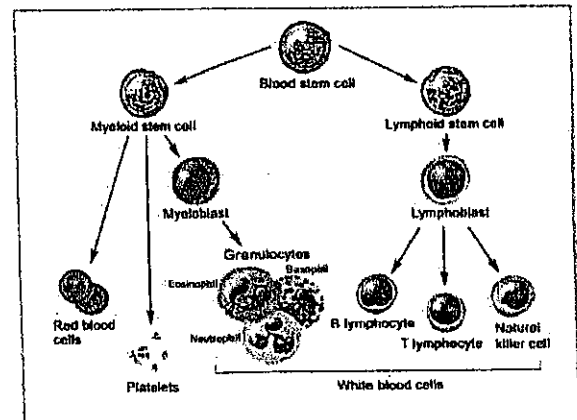 Blood stem cell
Myeloid stem cell
Lymphoid stem cell
Myeloblast
Lymphoblast
Granulocytes
Eosinophil
Basophil
Neutrophil
Red blood
cells
Platelets
B lymphocyte
T lymphocyte
Natural
killer cell
White blood cells